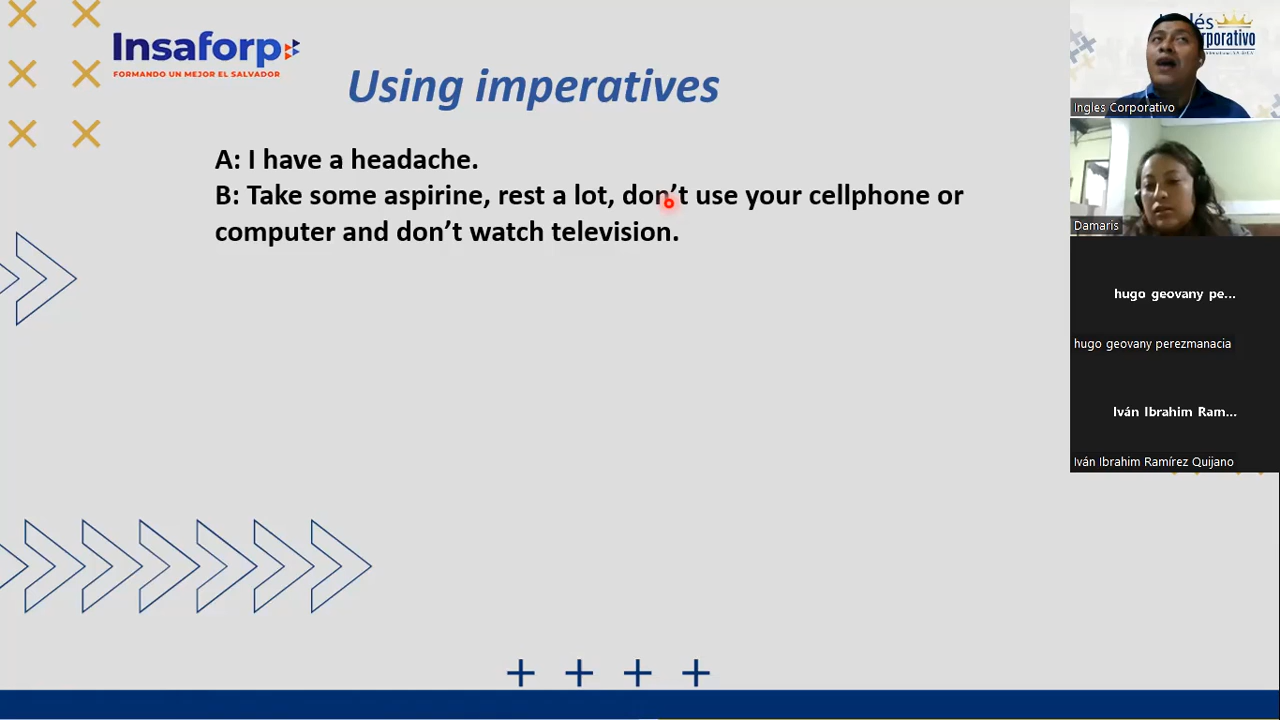 Insaforp
FORMANDO UN MEJOR EL SALVADOR
Using imperatives
A: I have a headache.
B: Take some aspirine, rest a lot, don’t use your cellphone or
computer and don’t watch television.
Ingles Corporativo
Damaris
hugo geovany pe...
hugo geovany perezmanacia
Iván Ibrahim Ram...
Iván Ibrahim Ramírez Quijano